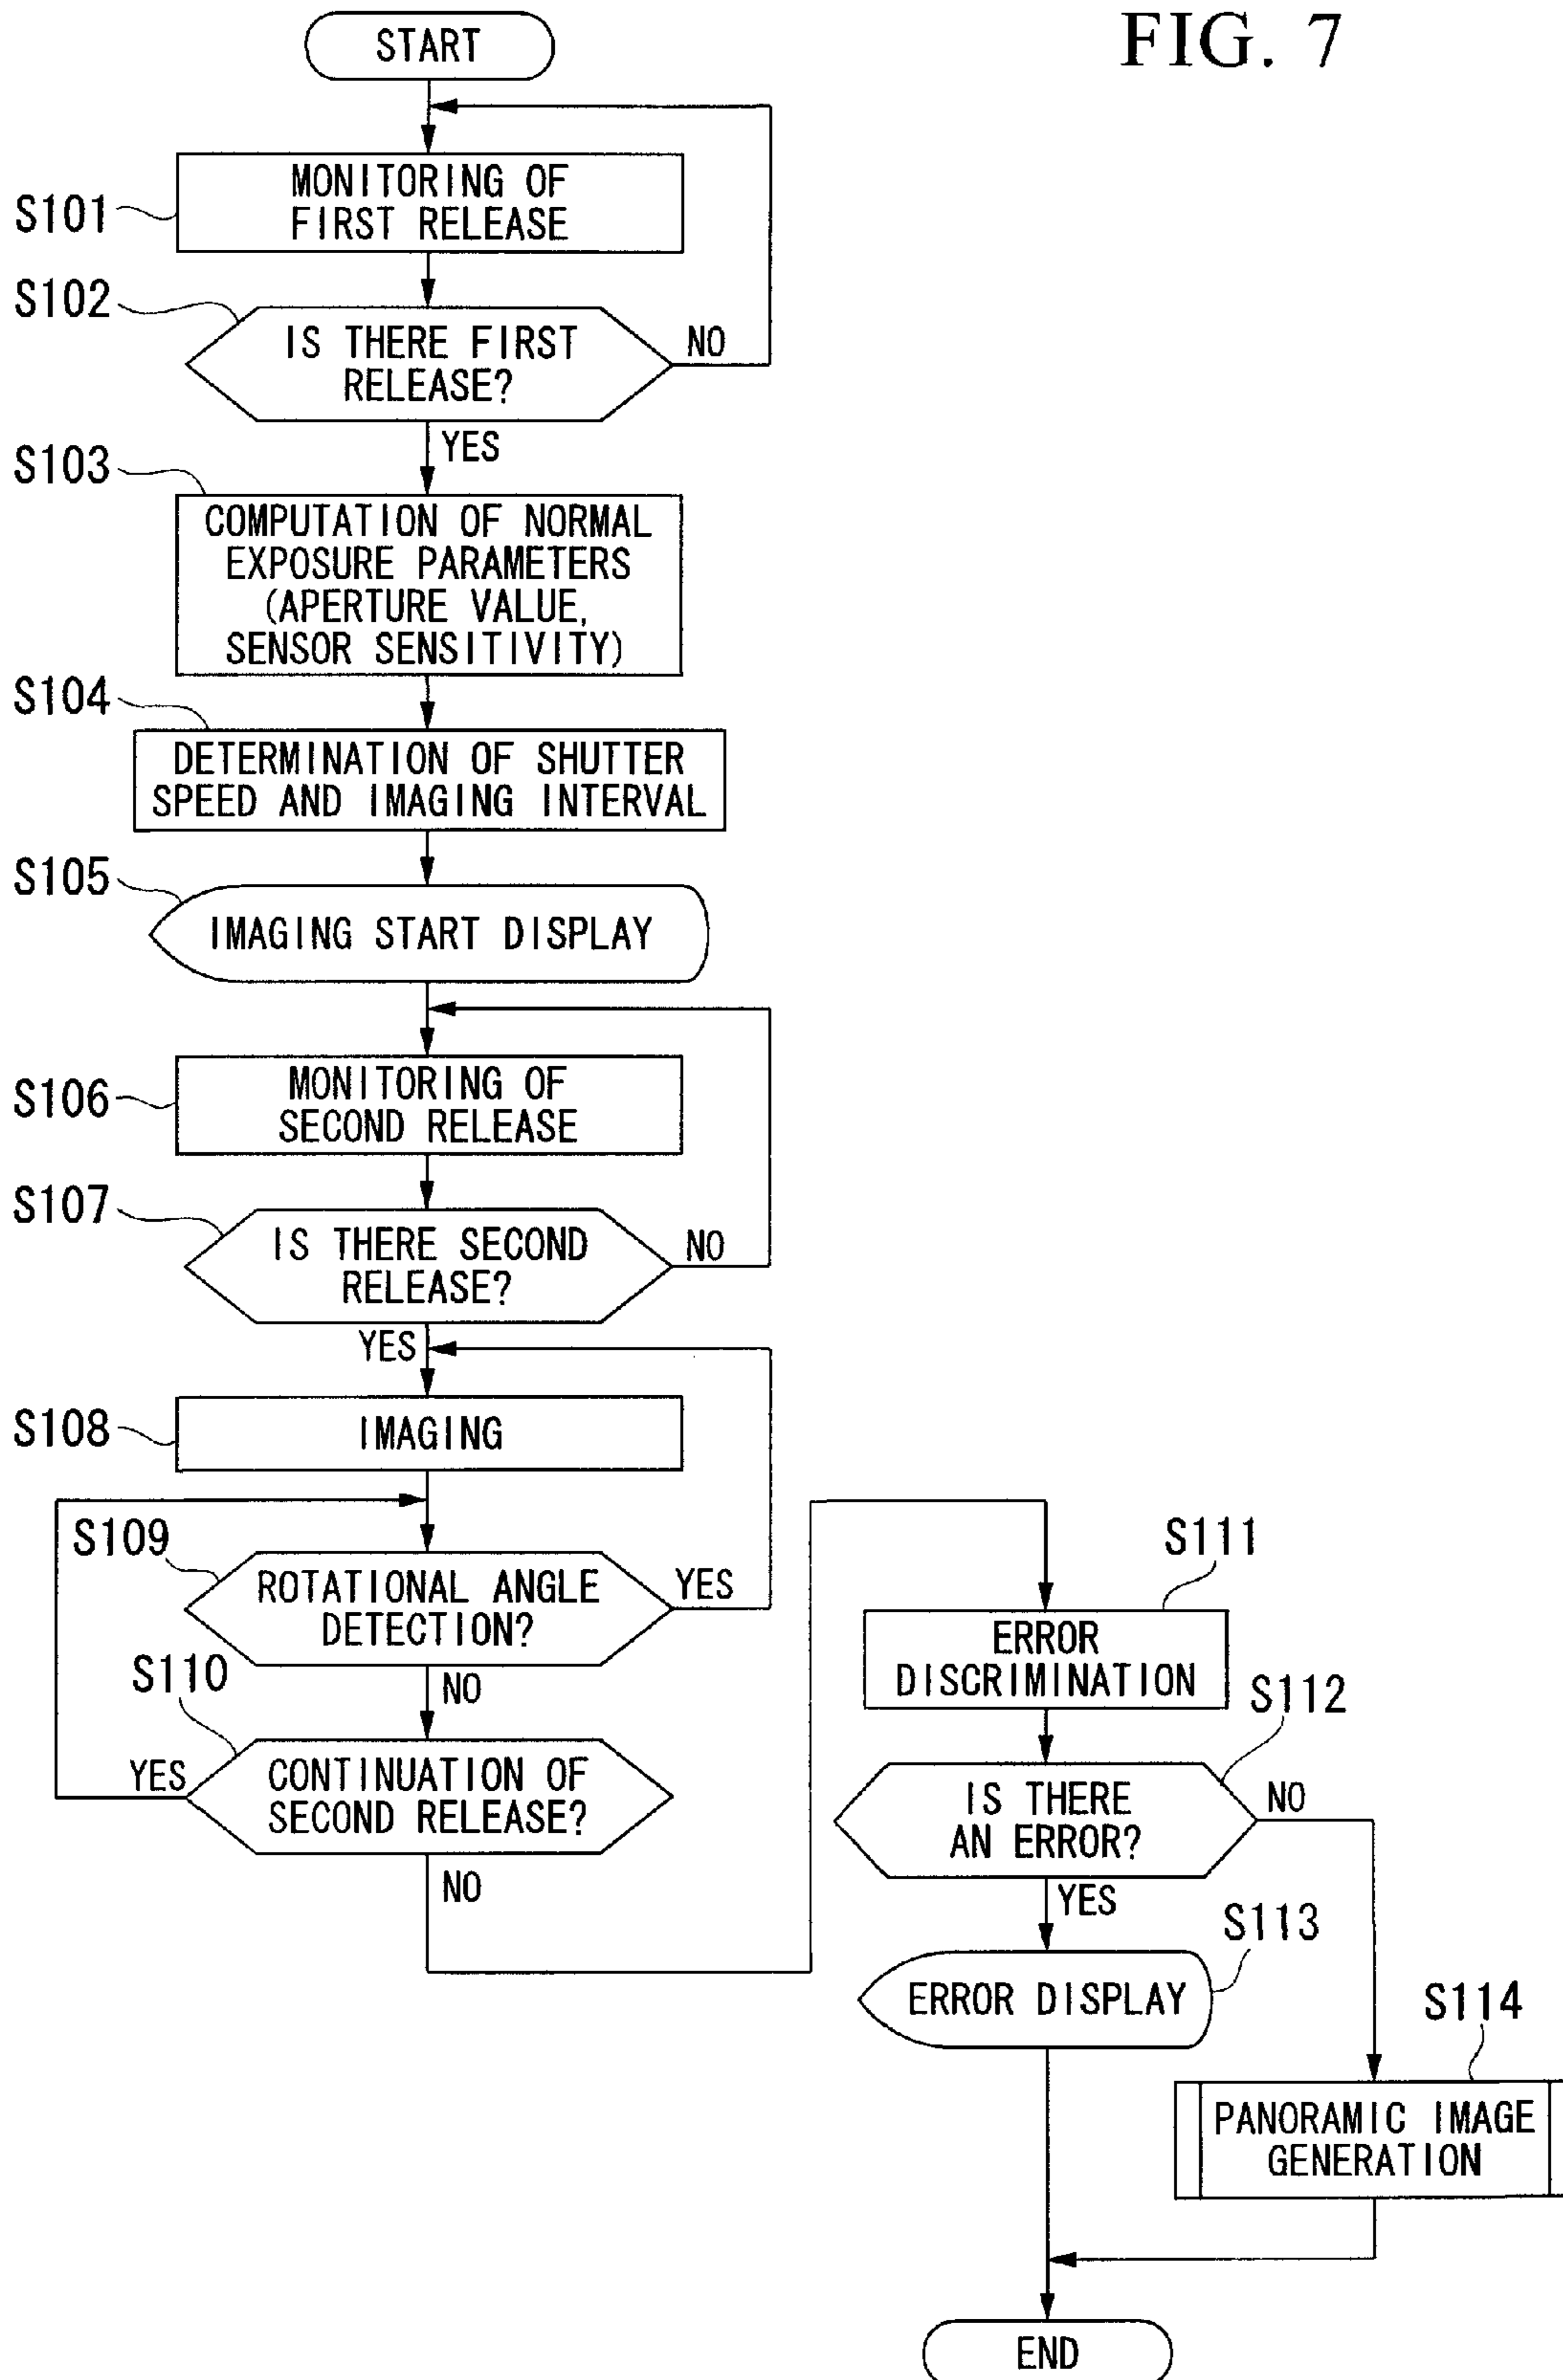 FIG. 7
START
S101
MONITORING OF
FIRST RELEASE
S102
IS THERE FIRST
RELEASE?
NO
YES
S103
COMPUTATION OF NORMAL
EXPOSURE PARAMETERS
(APERTURE VALUE,
SENSOR SENSITIVITY)
S104
DETERMINATION OF SHUTTER
SPEED AND IMAGING INTERVAL
S105
IMAGING START DISPLAY
S106
MONITORING OF
SECOND RELEASE
S107
IS THERE SECOND
RELEASE?
NO
YES
S108
IMAGING
S109
ROTATIONAL ANGLE
DETECTION?
YES
NO
S110
CONTINUATION OF
SECOND RELEASE?
YES
NO
S111
ERROR
DISCRIMINATION
S112
IS THERE
AN ERROR?
NO
YES
S113
ERROR DISPLAY
S114
PANORAMIC IMAGE
GENERATION
END